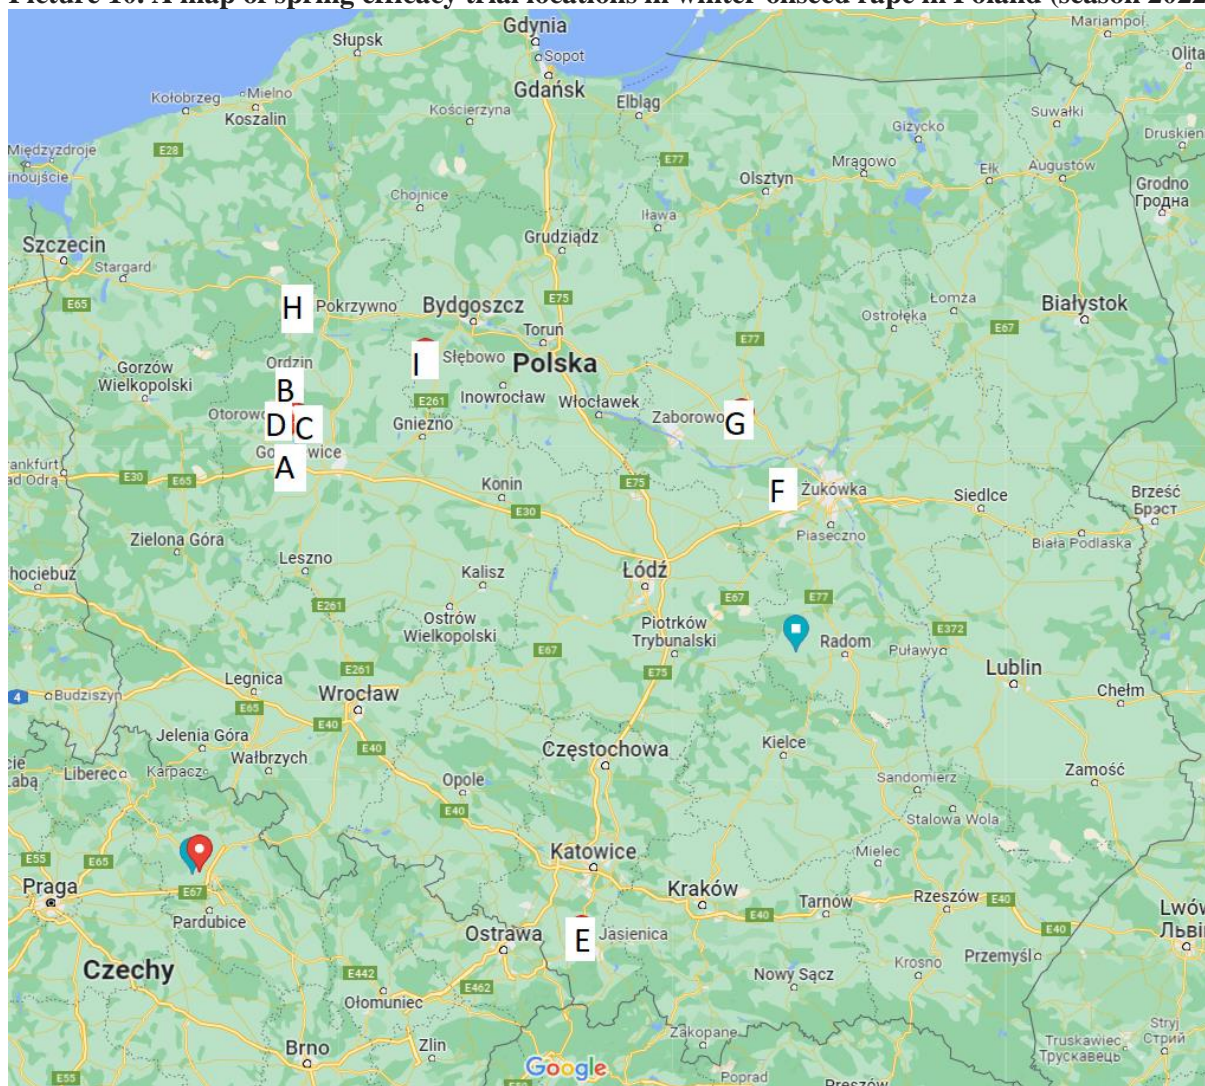 Picture 10. A map of spring efficacy trial locations in winter oilseed rape in Poland (season 2022
Gdynia
Mariampol.
Słupsk
Sopot
Olita
Gdańsk
Kołobrzeg
Mielno
Koszalin
Kościerzyna
Elbląg
Suwałki
Giżycko
Druskien
Międzyzdroje
inoujście
E28
E77
Mrągowo
Ełk
Augustów
Olsztyn
Grodno
Гродна
Chojnice
Iława
Szczecin
Grudziądz
Stargard
E65
H
Pokrzywno
Bydgoszcz
E75
Łomża
Białystok
Ostrołęka
E67
Toruń
E77
Gorzów
Wielkopolski
Ordzin
I
Słębowo
Polska
B
Inowrocław
Włocławek
Otorowo
D
C
E261
Gniezno
Zaborowo
G
Go
wice
A
rankfurt
ad Odrą
E30
E65
Konin
E75
F
Żukówka
Siedlce
Brześć
Брэст
E30
Zielona Góra
Piaseczno
Biała Podlaska
Leszno
hociebuż
Kalisz
Łódź
E261
Ostrów
Wielkopolski
E67
E77
Piotrków
Trybunalski
Radom
E372
Puławy
E67
E75
Lublin
4
Budziszyn
Legnica
E261
Wrocław
Chełm
E65
E40
Jelenia Góra
E40
Częstochowa
Kielce
cie
Łabą
Liberec
Karpacz
Wałbrzych
Sandomierz
Zamość
Opole
E40
Stalowa Wola
E55
E65
Katowice
Mielec
Praga
E67
Kraków
Tarnów
Rzeszów
E40
Pardubice
E40
Lwów
Львів
Ostrawa
E
Jasienica
E40
Czechy
E442
Nowy Sącz
Krosno
Przemyśl
Ołomuniec
E462
Zakopane
Stryj
Стрий
Brno
Zlin
Truskawiec
Трускавець
Google
E55
Poprad